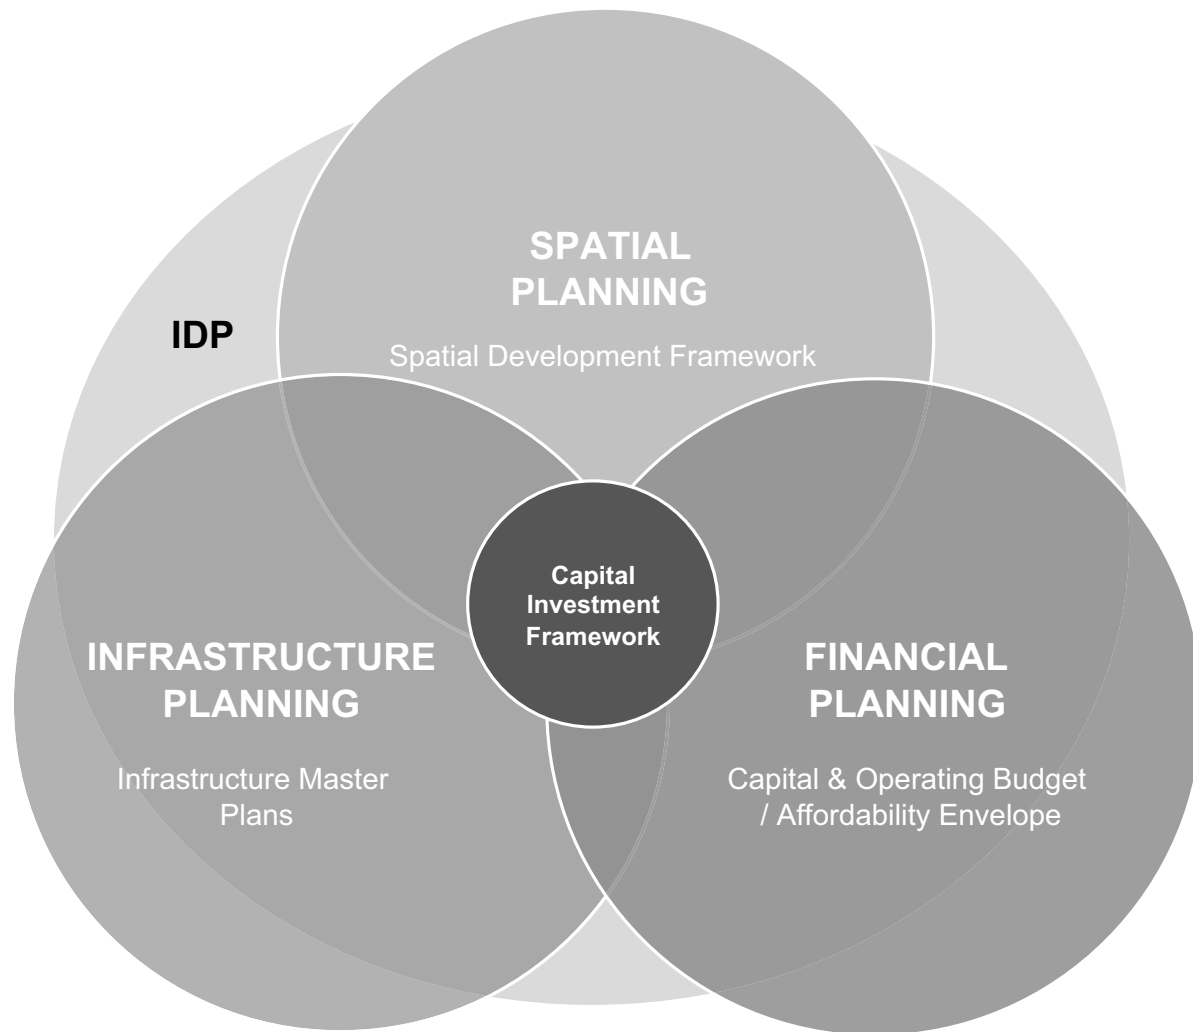 SPATIAL
PLANNING
IDP
Spatial Development Framework
Capital
Investment
Framework
INFRASTRUCTURE
PLANNING
Infrastructure Master
Plans
FINANCIAL
PLANNING
Capital & Operating Budget
/ Affordability Envelope